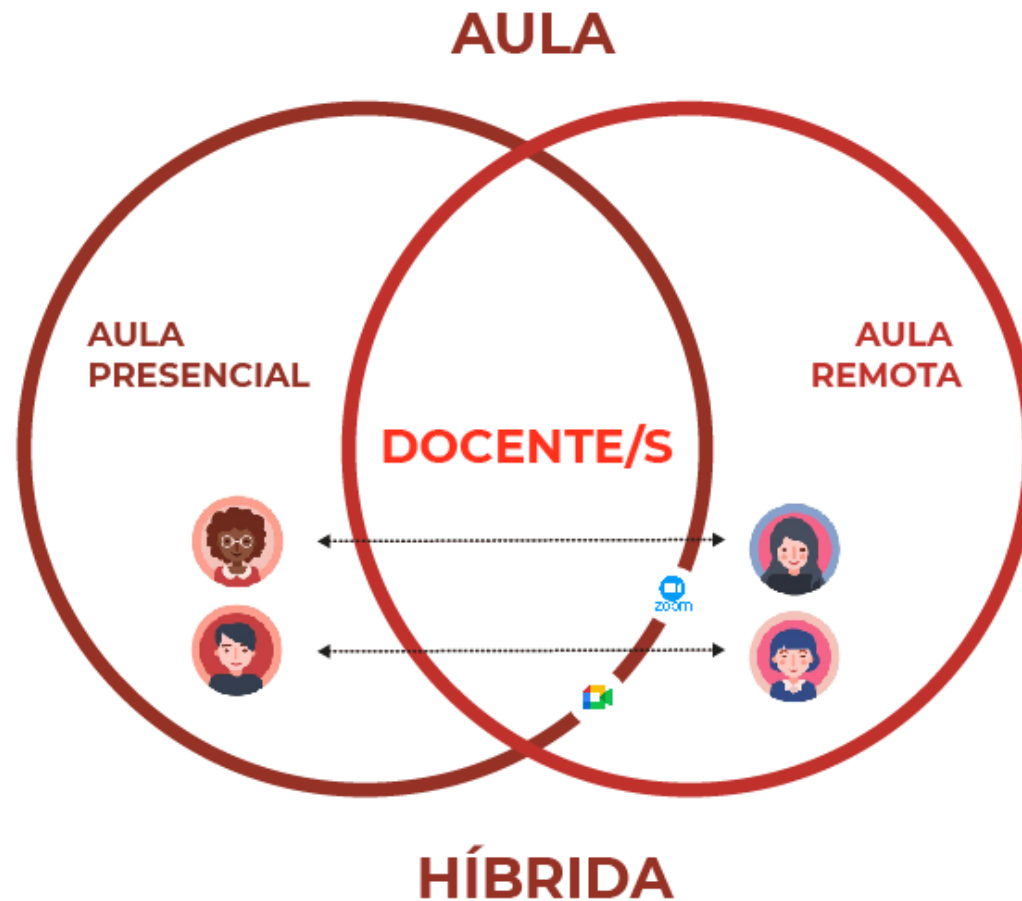 AULA
AULA
PRESENCIAL
AULA
REMOTA
DOCENTE/S
zoom
HÍBRIDA